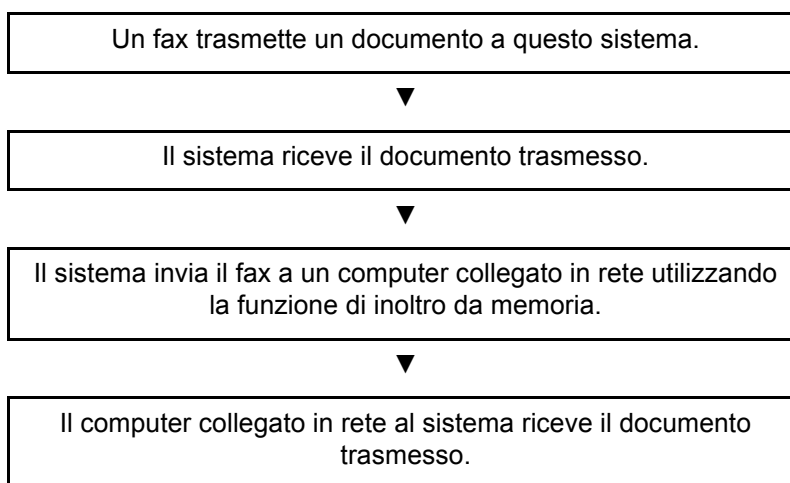 Un fax trasmette un documento a questo sistema.
▼
Il sistema riceve il documento trasmesso.
▼
Il sistema invia il fax a un computer collegato in rete utilizzando
la funzione di inoltro da memoria.
▼
Il computer collegato in rete al sistema riceve il documento
trasmesso.